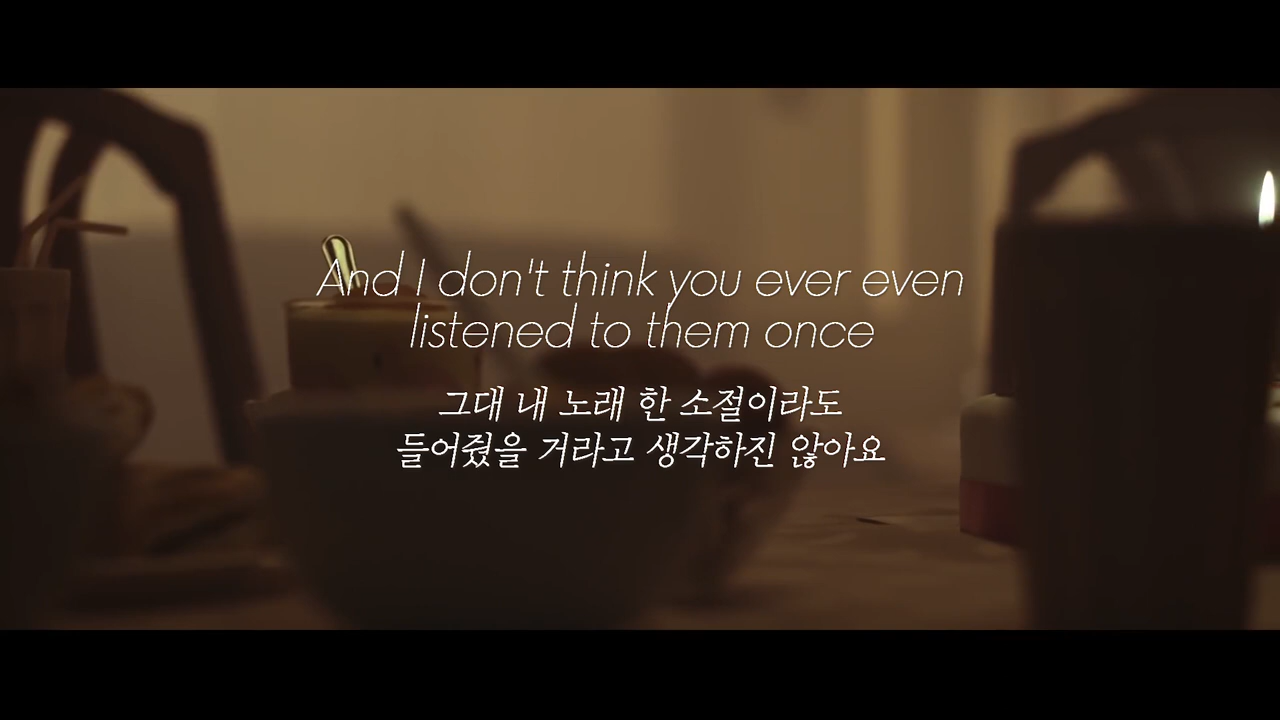 And I don't think you ever even
listened to them once
그대 내 노래 한 소절이라도
들어줬을 거라고 생각하진 않아요